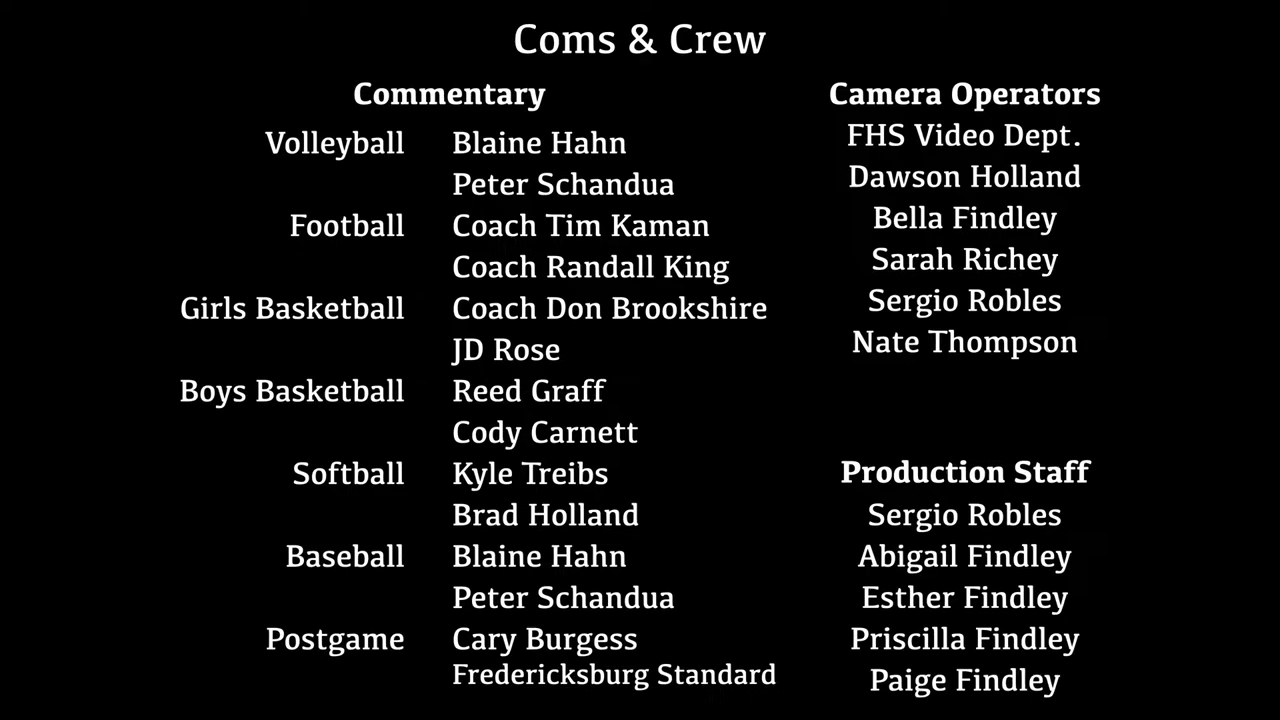 Coms & Crew
Commentary
Volleyball Blaine Hahn
Peter Schandua
Football Coach Tim Kaman
Coach Randall King
Girls Basketball Coach Don Brookshire
JD Rose
Boys Basketball Reed Graff
Cody Carnett
Softball Kyle Treibs
Brad Holland
Baseball Blaine Hahn
Peter Schandua
Postgame Cary Burgess
Fredericksburg Standard
Camera Operators
FHS Video Dept.
Dawson Holland
Bella Findley
Sarah Richey
Sergio Robles
Nate Thompson
Production Staff
Sergio Robles
Abigail Findley
Esther Findley
Priscilla Findley
Paige Findley